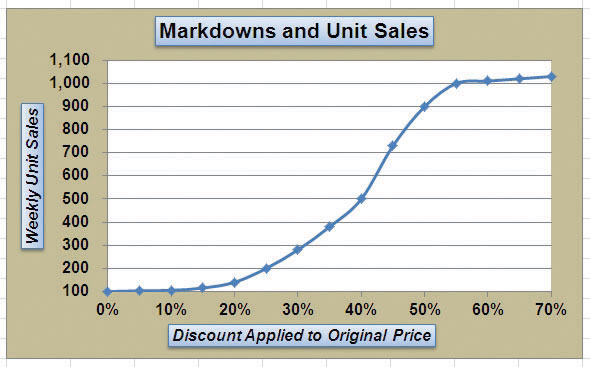 Markdowns and Unit Sales
Weekly Unit Sales
1,100
1,000
900
800
700
600
500
400
300
200
100
0% 10% 20% 30% 40% 50% 60% 70%
Discount Applied to Original Price